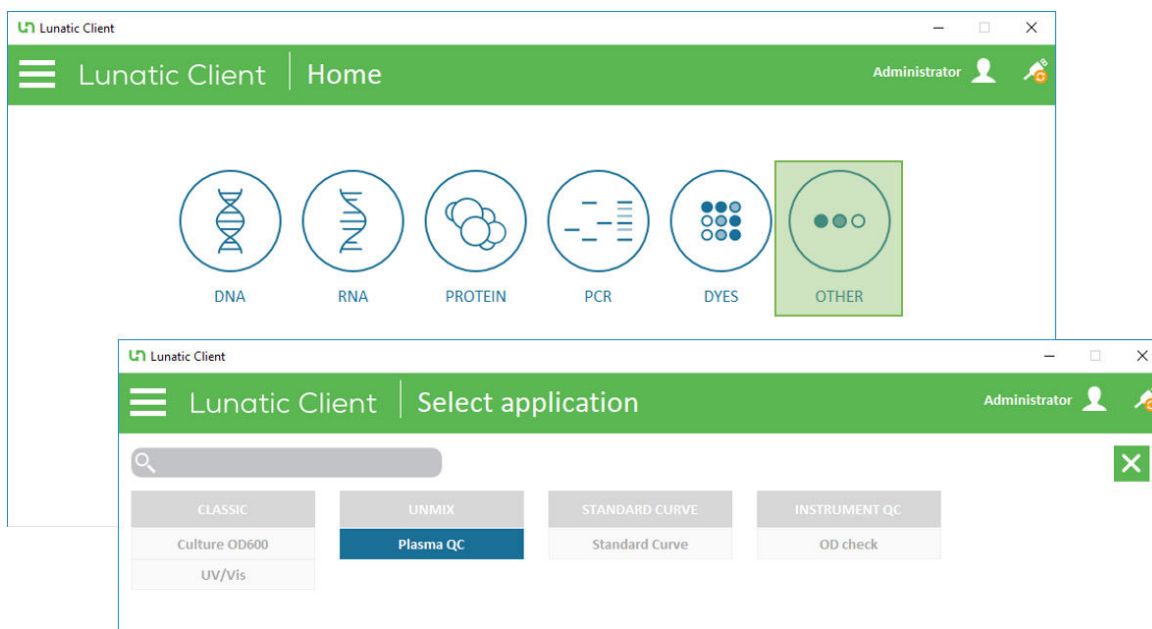 Lunatic Client
Lunatic Client Home Administrator
DNA RNA PROTEIN PCR DYES OTHER
Lunatic Client
Lunatic Client Select application Administrator
CLASSIC UNMIX STANDARD CURVE INSTRUMENT QC
Culture OD600 Plasma QC Standard Curve OD check
UV/Vis